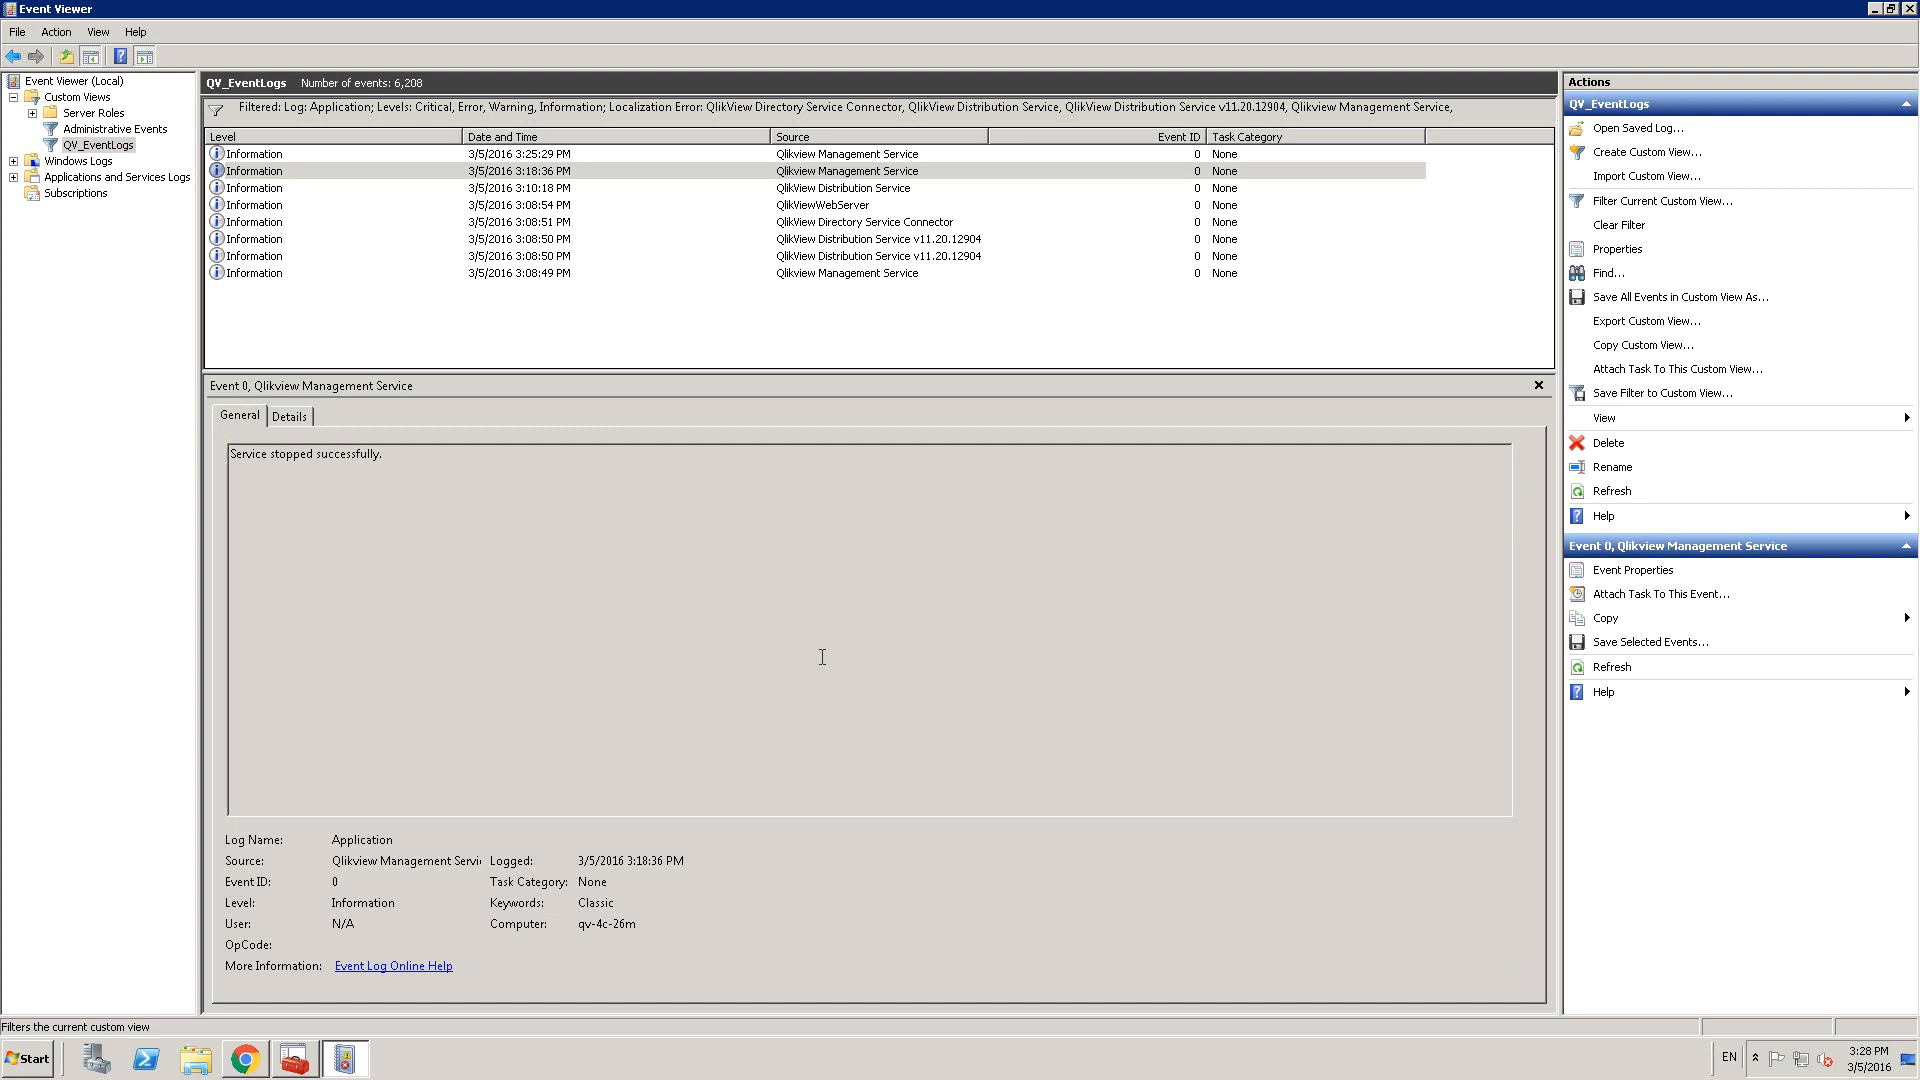 Event Viewer
File Action View Help
Event Viewer (Local)
Custom Views
Server Roles
Administrative Events
QV_EventLogs
Windows Logs
Applications and Services Logs
Subscriptions
QV_EventLogs Number of events: 6,208
Filtered: Log: Application; Levels: Critical, Error, Warning, Information; Localization Error: QlikView Directory Service Connector, QlikView Distribution Service, QlikView Distribution Service v11.20.12904, Qlikview Management Service,
Level Date and Time Source Event ID Task Category
Information 3/5/2016 3:25:29 PM Qlikview Management Service 0 None
Information 3/5/2016 3:18:36 PM Qlikview Management Service 0 None
Information 3/5/2016 3:10:18 PM QlikView Distribution Service 0 None
Information 3/5/2016 3:08:54 PM QlikViewWebServer 0 None
Information 3/5/2016 3:08:51 PM QlikView Directory Service Connector 0 None
Information 3/5/2016 3:08:50 PM QlikView Distribution Service v11.20.12904 0 None
Information 3/5/2016 3:08:50 PM QlikView Distribution Service v11.20.12904 0 None
Information 3/5/2016 3:08:49 PM Qlikview Management Service 0 None
Event 0, Qlikview Management Service
General Details
Service stopped successfully.
Log Name: Application
Source: Qlikview Management Servi Logged: 3/5/2016 3:18:36 PM
Event ID: 0 Task Category: None
Level: Information Keywords: Classic
User: N/A Computer: qv-4c-26m
OpCode:
More Information: Event Log Online Help
Actions
QV_EventLogs
Open Saved Log...
Create Custom View...
Import Custom View...
Filter Current Custom View...
Clear Filter
Properties
Find...
Save All Events in Custom View As...
Export Custom View...
Copy Custom View...
Attach Task To This Custom View...
Save Filter to Custom View...
View
Delete
Rename
Refresh
Help
Event 0, Qlikview Management Service
Event Properties
Attach Task To This Event...
Copy
Save Selected Events...
Refresh
Help
Filters the current custom view
Start
EN
3:28 PM
3/5/2016